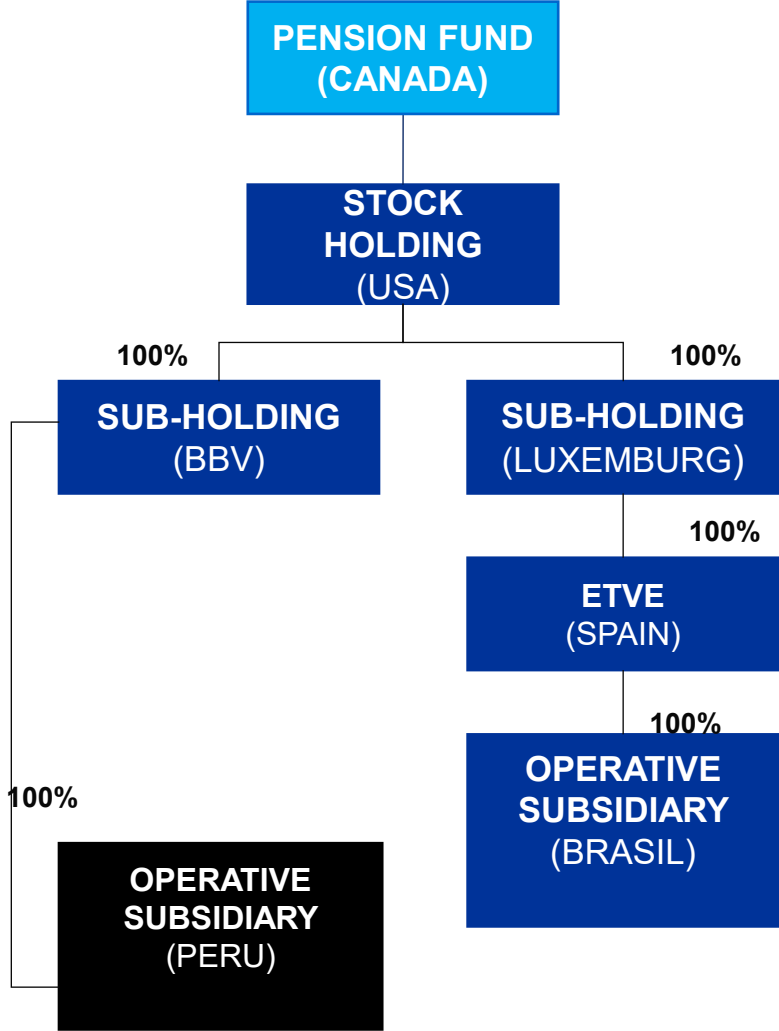 PENSION FUND
(CANADA)
STOCK
HOLDING
(USA)
100%
100%
SUB-HOLDING
(BBV)
SUB-HOLDING
(LUXEMBURG)
100%
ETVE
(SPAIN)
100%
OPERATIVE
SUBSIDIARY
(BRASIL)
100%
OPERATIVE
SUBSIDIARY
(PERU)